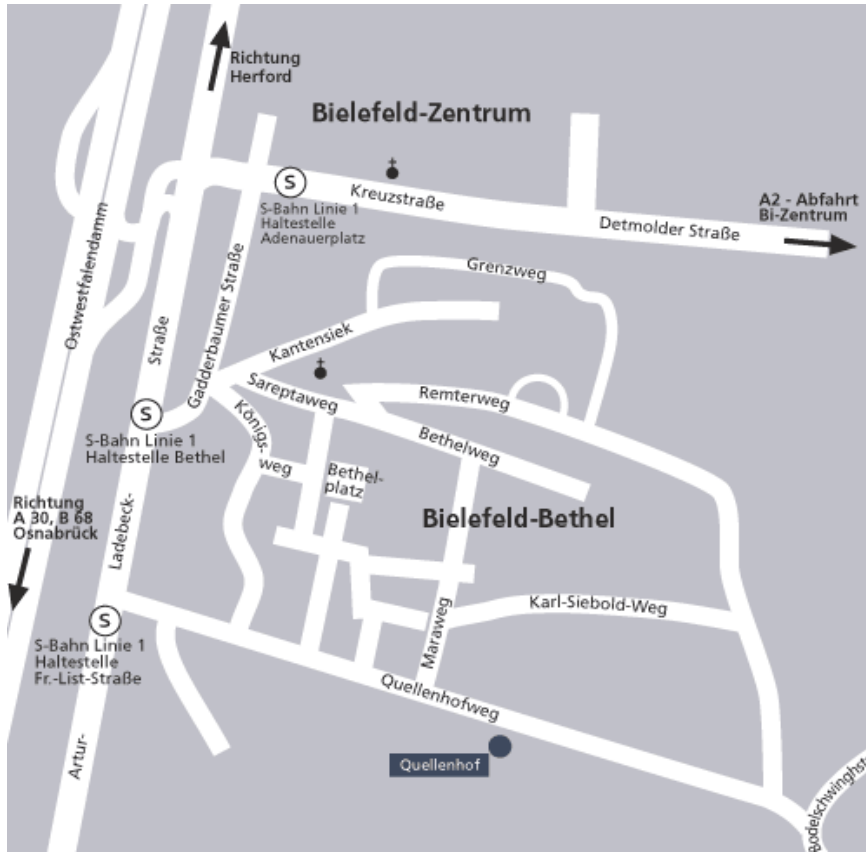 Richtung
Herford
Bielefeld-Zentrum
S
Kreuzstraße
A2 - Abfahrt
Bi-Zentrum
S-Bahn Linie 1
Haltestelle
Adenauerplatz
Detmolder Straße
Ostwestfalendamm
Grenzweg
Gadderbaumer Straße
Straße
Kantensiek
Sareptaweg
Remterweg
S
S-Bahn Linie 1
Haltestelle Bethel
Königs-
weg
Bethelweg
Bethel-
platz
Richtung
A 30, B 68
Osnabrück
Ladebeck-
Bielefeld-Bethel
Karl-Siebold-Weg
S
S-Bahn Linie 1
Haltestelle
Fr.-List-Straße
Maraweg
Quellenhofweg
Artur-
Quellenhof
Bodelschwinghst